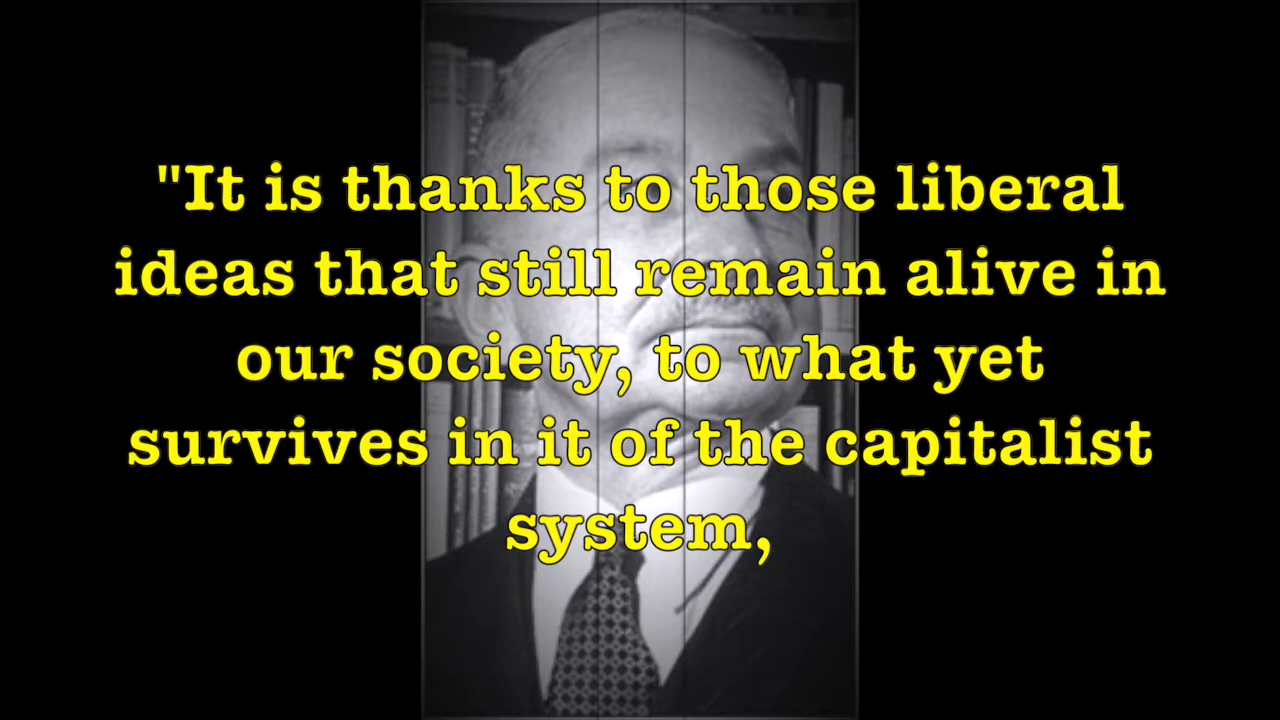 "It is thanks to those liberal
ideas that still remain alive in
our society, to what yet
survives in it of the capitalist
system,